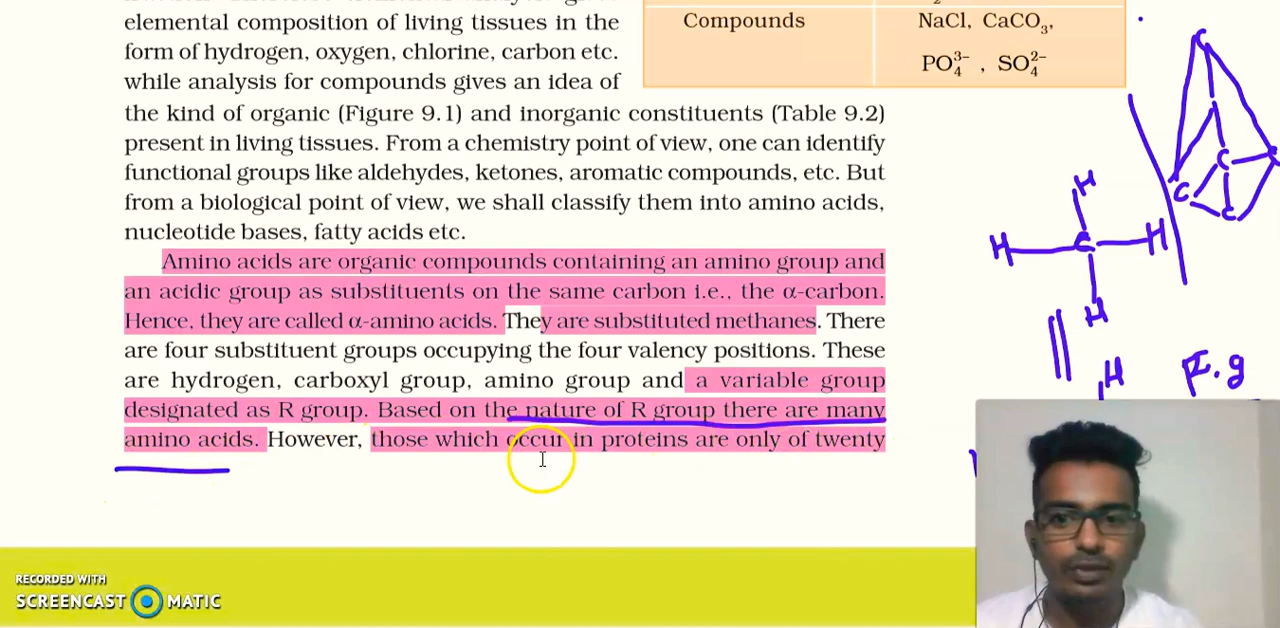 elemental composition of living tissues in the
form of hydrogen, oxygen, chlorine, carbon etc.
while analysis for compounds gives an idea of
the kind of organic (Figure 9.1) and inorganic constituents (Table 9.2)
present in living tissues. From a chemistry point of view, one can identify
functional groups like aldehydes, ketones, aromatic compounds, etc. But
from a biological point of view, we shall classify them into amino acids,
nucleotide bases, fatty acids etc.
Amino acids are organic compounds containing an amino group and
an acidic group as substituents on the same carbon i.e., the α-carbon.
Hence, they are called α-amino acids. They are substituted methanes. There
are four substituent groups occupying the four valency positions. These
are hydrogen, carboxyl group, amino group and a variable group
designated as R group. Based on the nature of R group there are many
amino acids. However, those which occur in proteins are only of twenty
Compounds
NaCl, CaCO₃,
PO₄³⁻ , SO₄²⁻
C
C
C
C
H
H C H
H
H
E.g
RECORDED WITH
SCREENCAST MATIC